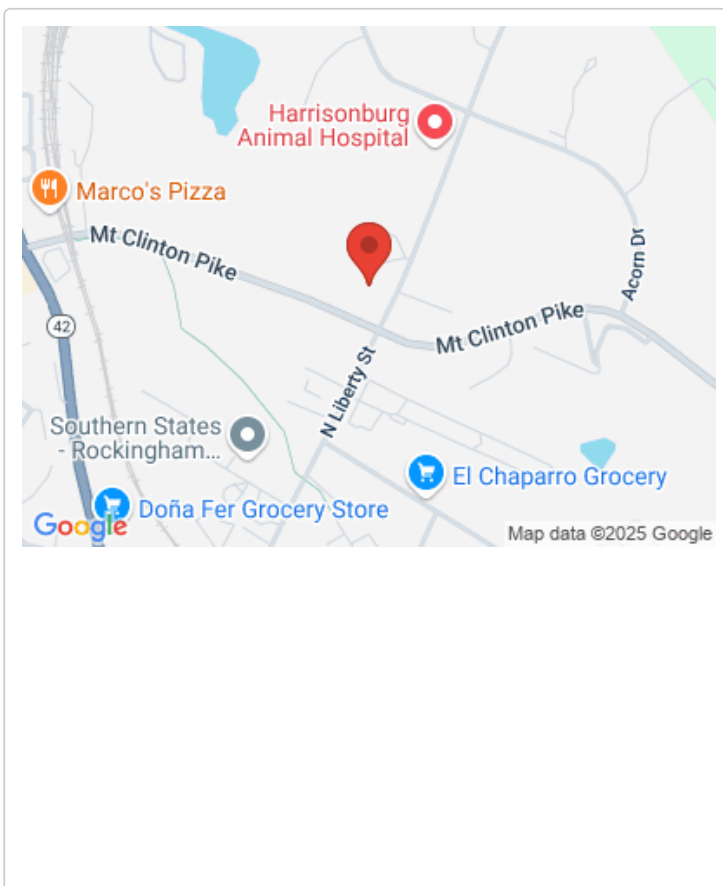 Harrisonburg
Animal Hospital
Marco's Pizza
Mt Clinton Pike
Acorn Dr
42
Mt Clinton Pike
N Liberty St
Southern States
- Rockingham...
El Chaparro Grocery
Doña Fer Grocery Store
Google
Map data ©2025 Google